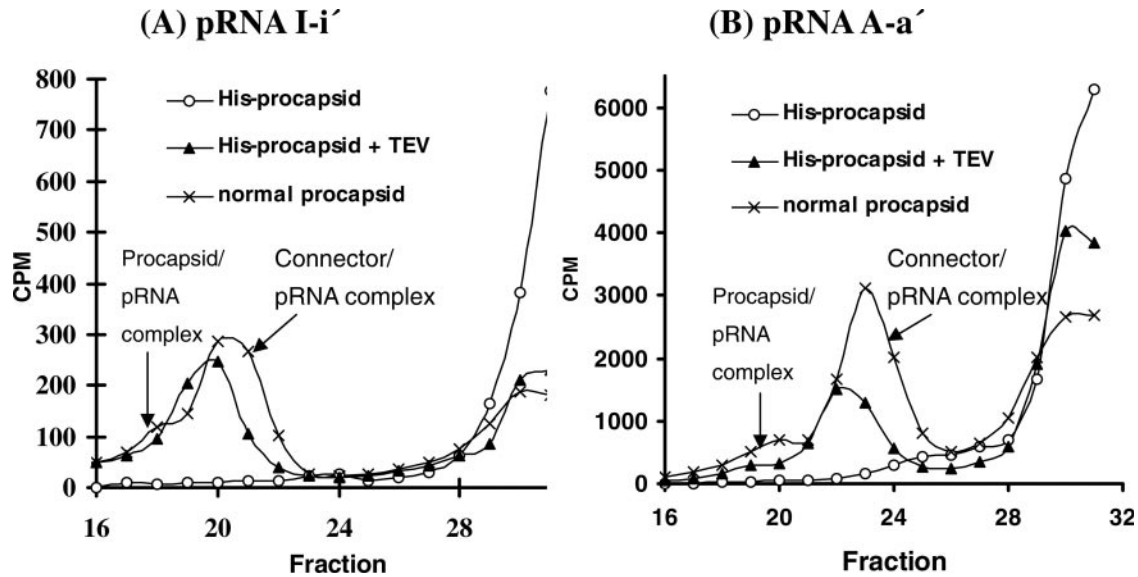 (A) pRNA I-i´
800
700
600
500
400
300
200
100
0
CPM
His-procapsid
His-procapsid + TEV
normal procapsid
Procapsid/
pRNA
complex
Connector/
pRNA complex
16
20
24
28
Fraction
(B) pRNA A-a´
6000
5000
4000
3000
2000
1000
0
CPM
His-procapsid
His-procapsid + TEV
normal procapsid
Connector/
pRNA complex
Procapsid/
pRNA
complex
16
20
24
28
32
Fraction